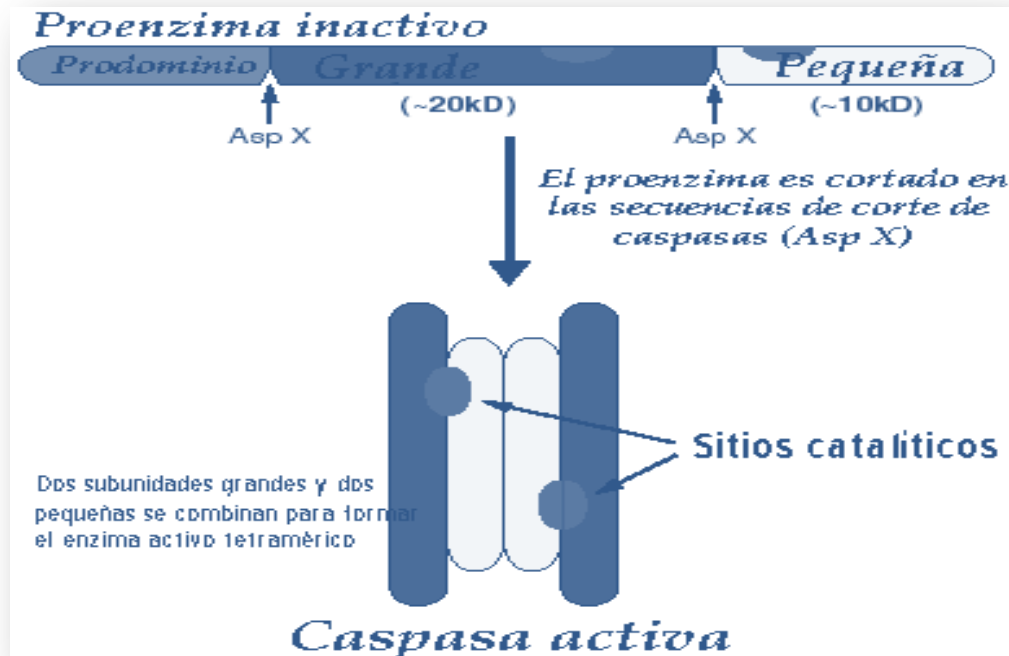 Proenzima inactivo
Prodominio Grande Pequeña
(~20kD) (~10kD)
Asp X Asp X
El proenzima es cortado en
las secuencias de corte de
caspasas (Asp X)
Sitios catalíticos
Dos subunidades grandes y dos
pequeñas se combinan para formar
el enzima activo tetramérico
Caspasa activa